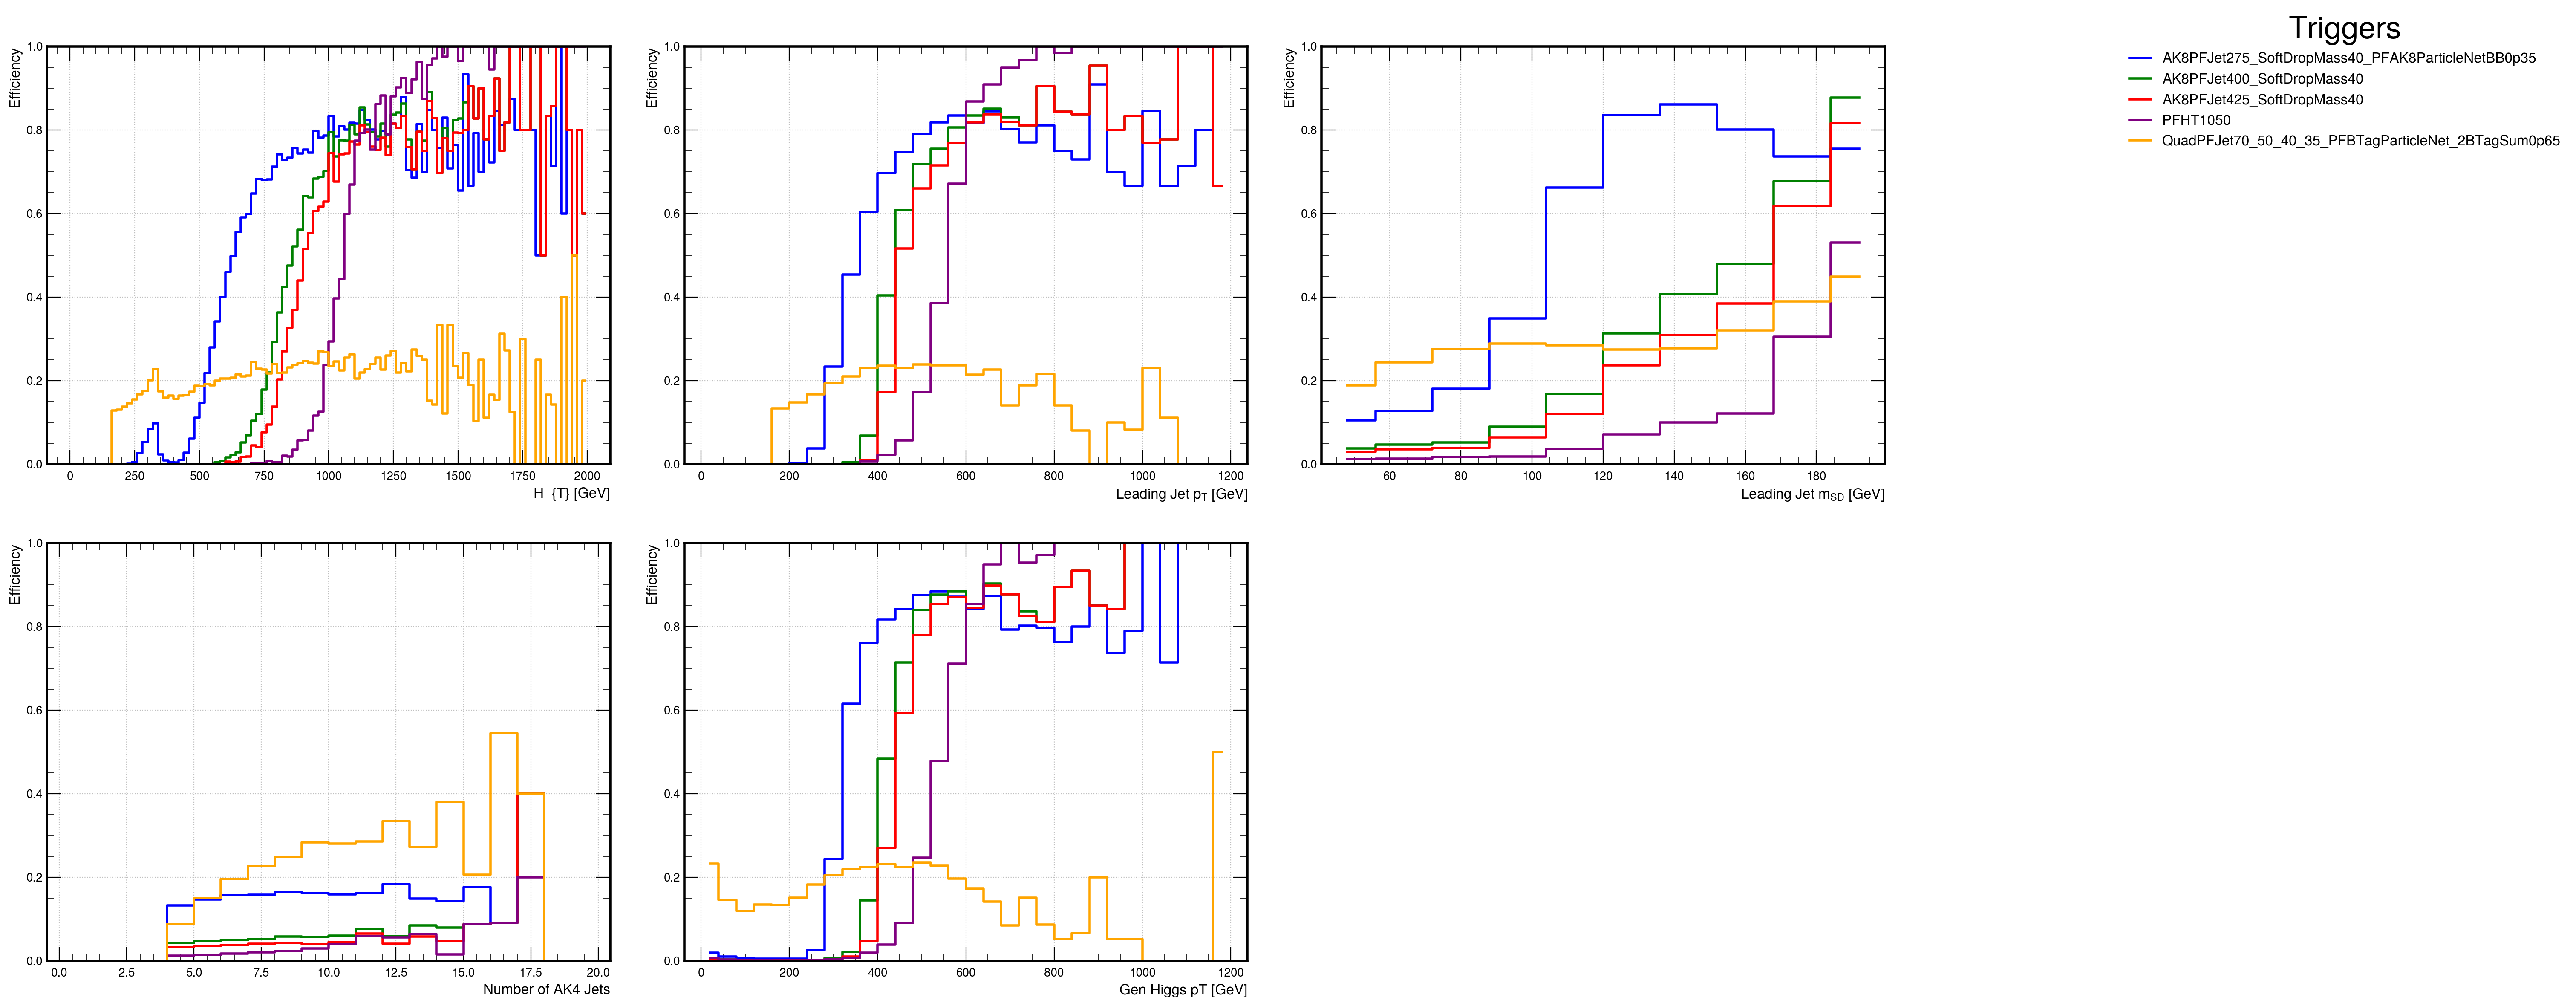 Triggers
AK8PFJet275_SoftDropMass40_PFAK8ParticleNetBB0p35
AK8PFJet400_SoftDropMass40
AK8PFJet425_SoftDropMass40
PFHT1050
QuadPFJet70_50_40_35_PFBTagParticleNet_2BTagSum0p65
Efficiency
1.0
0.8
0.6
0.4
0.2
0.0
0 250 500 750 1000 1250 1500 1750 2000
H_{T} [GeV]
Efficiency
1.0
0.8
0.6
0.4
0.2
0.0
0 200 400 600 800 1000 1200
Leading Jet pT [GeV]
Efficiency
1.0
0.8
0.6
0.4
0.2
0.0
60 80 100 120 140 160 180
Leading Jet mSD [GeV]
Efficiency
1.0
0.8
0.6
0.4
0.2
0.0
0.0 2.5 5.0 7.5 10.0 12.5 15.0 17.5 20.0
Number of AK4 Jets
Efficiency
1.0
0.8
0.6
0.4
0.2
0.0
0 200 400 600 800 1000 1200
Gen Higgs pT [GeV]